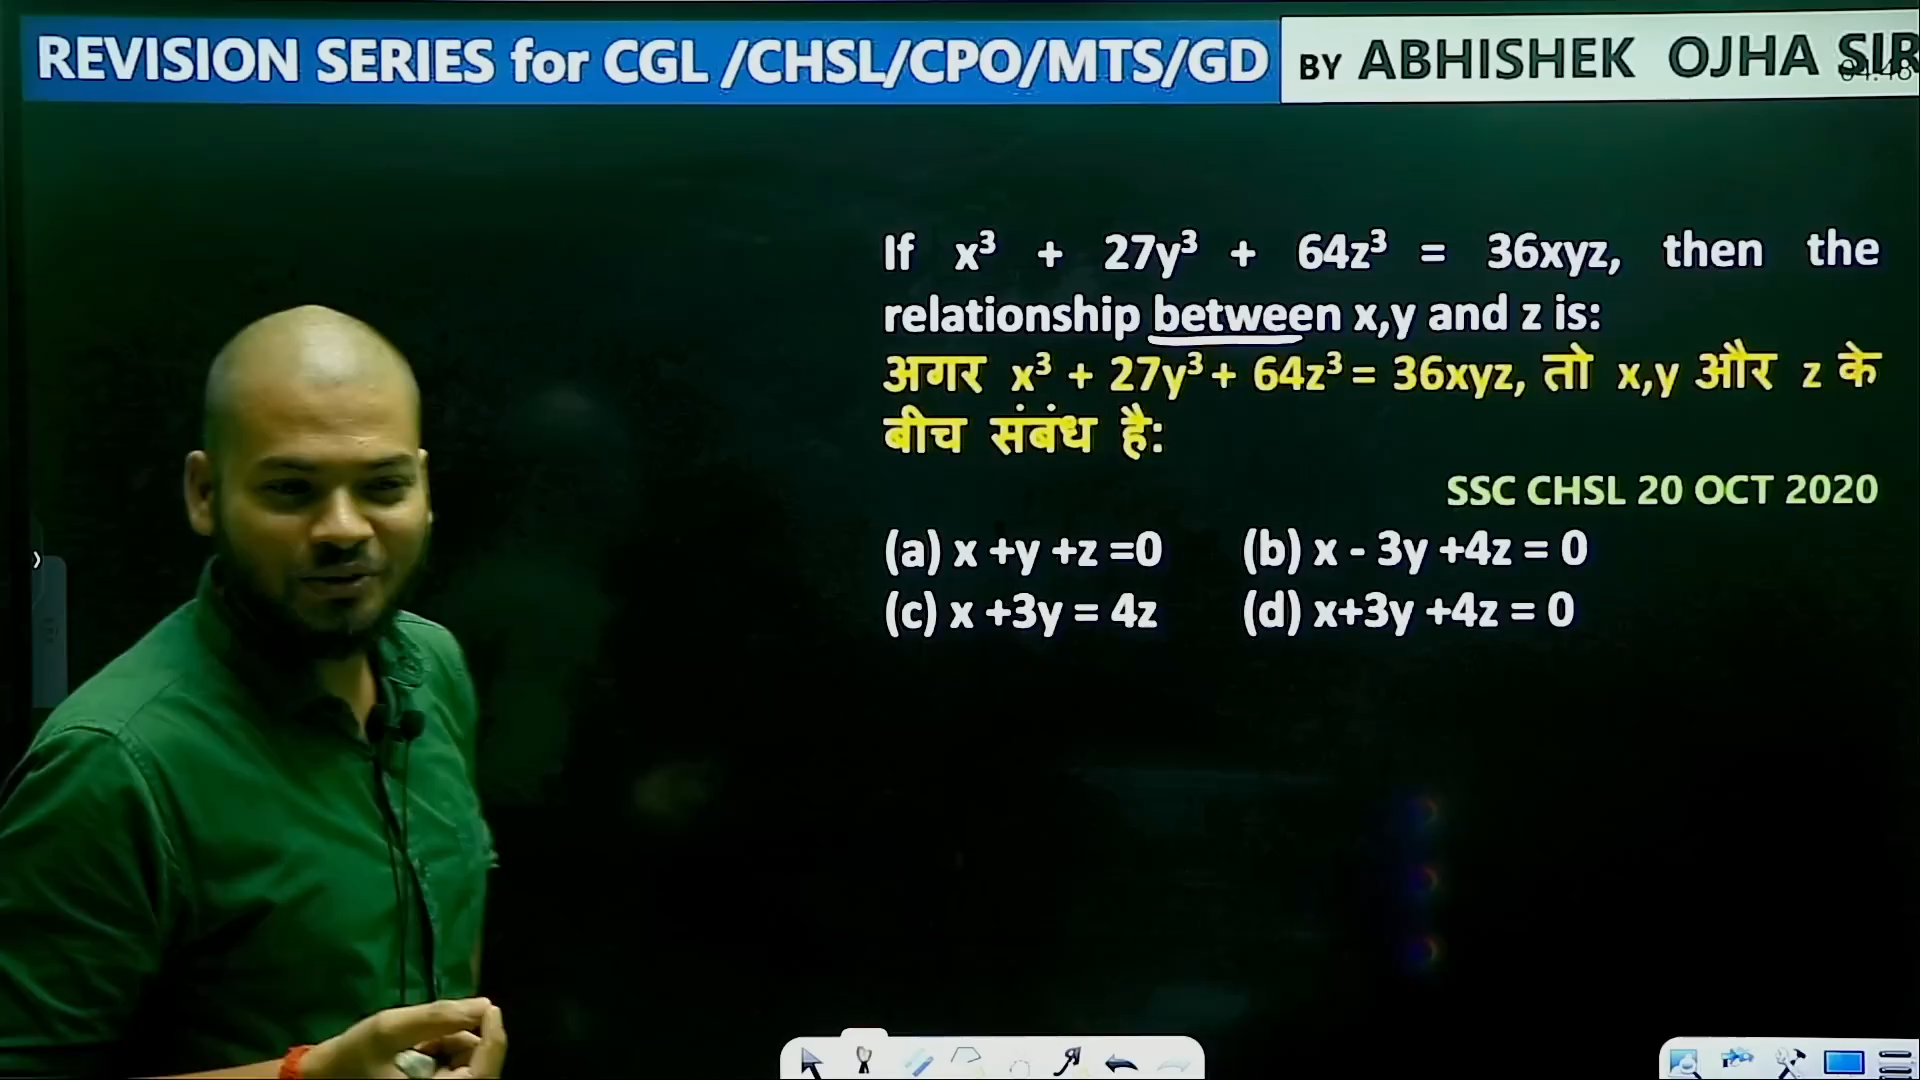 REVISION SERIES for CGL /CHSL/CPO/MTS/GD BY ABHISHEK OJHA SIR
04:48
If x³ + 27y³ + 64z³ = 36xyz, then the
relationship between x,y and z is:
अगर x³ + 27y³ + 64z³ = 36xyz, तो x,y और z के
बीच संबंध है:
SSC CHSL 20 OCT 2020
(a) x +y +z =0 (b) x - 3y +4z = 0
(c) x +3y = 4z (d) x+3y +4z = 0